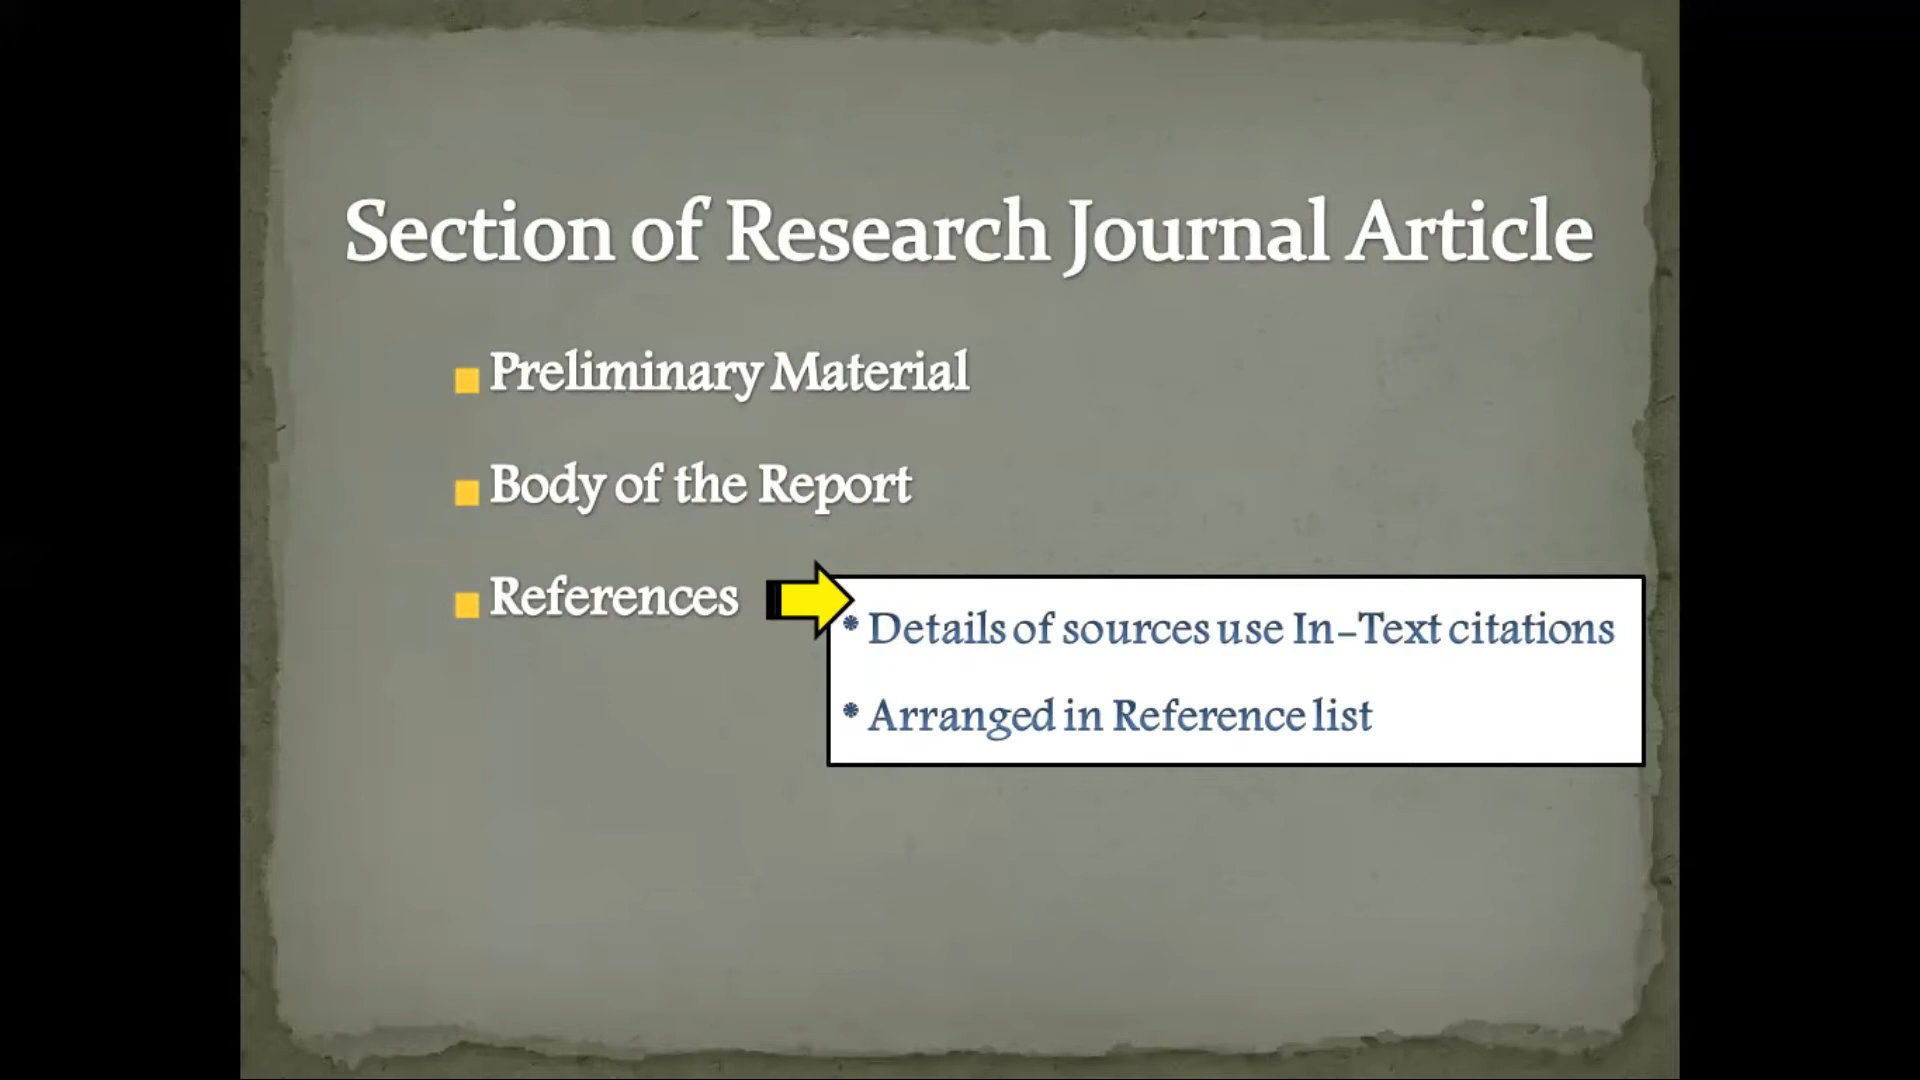 Section of Research Journal Article
Preliminary Material
Body of the Report
References
* Details of sources use In-Text citations
* Arranged in Reference list